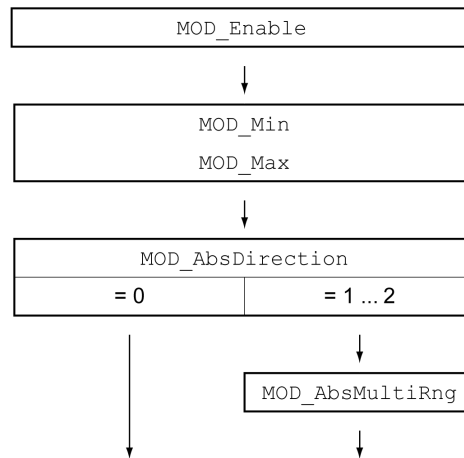 MOD_Enable
MOD_Min
MOD_Max
MOD_AbsDirection
= 0 = 1 ... 2
MOD_AbsMultiRng